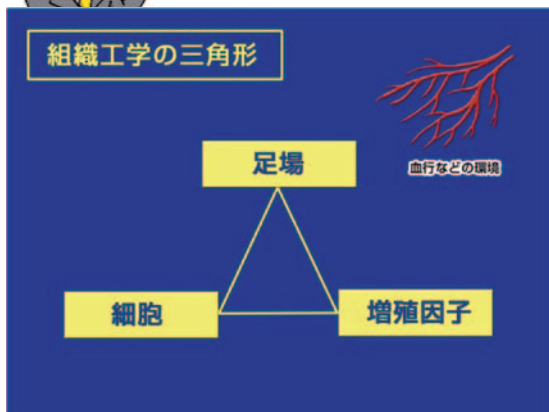 組織工学の三角形
血行などの環境
足場
細胞
増殖因子